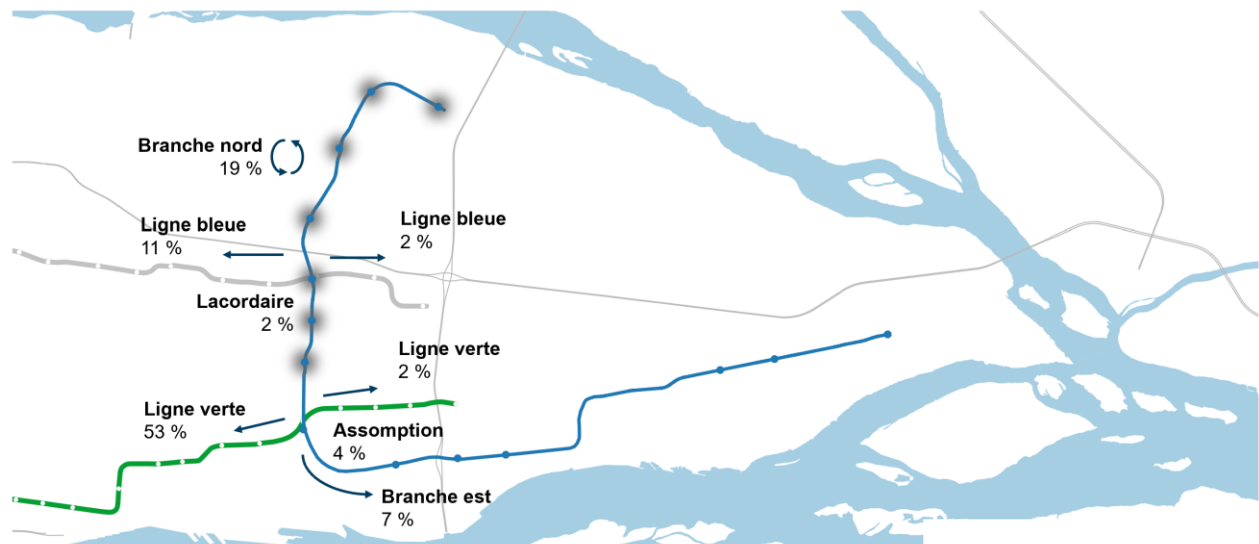 Branche nord
19 %
Ligne bleue
11 %
Ligne bleue
2 %
Lacordaire
2 %
Ligne verte
2 %
Ligne verte
53 %
Assomption
4 %
Branche est
7 %